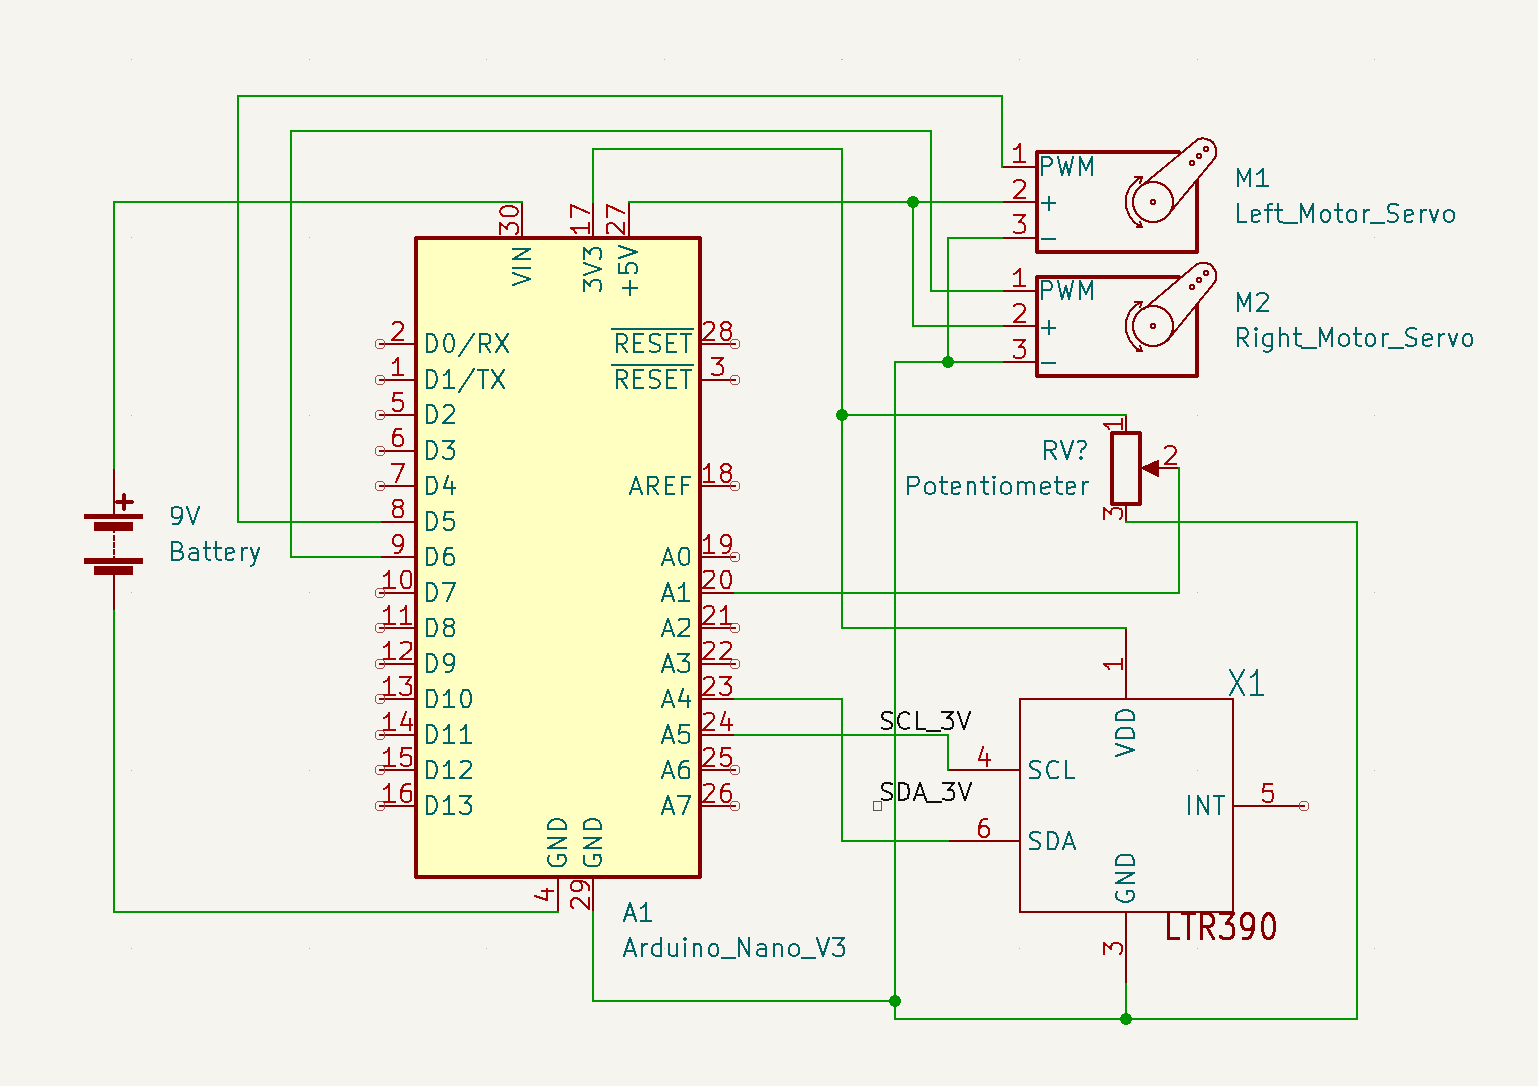 1 PWM
2 +
3 −
M1
Left_Motor_Servo
1 PWM
2 +
3 −
M2
Right_Motor_Servo
30 17 27
VIN 3V3 +5V
2 D0/RX RESET 28
1 D1/TX RESET 3
5 D2
6 D3
7 D4 AREF 18
8 D5
9 D6 A0 19
10 D7 A1 20
11 D8 A2 21
12 D9 A3 22
13 D10 A4 23
14 D11 A5 24
15 D12 A6 25
16 D13 A7 26
GND GND
4 29
A1
Arduino_Nano_V3
+
9V
Battery
1
RV? 2
Potentiometer
3
1
X1
VDD
SCL_3V
4 SCL
SDA_3V
INT 5
6 SDA
GND
LTR390
3